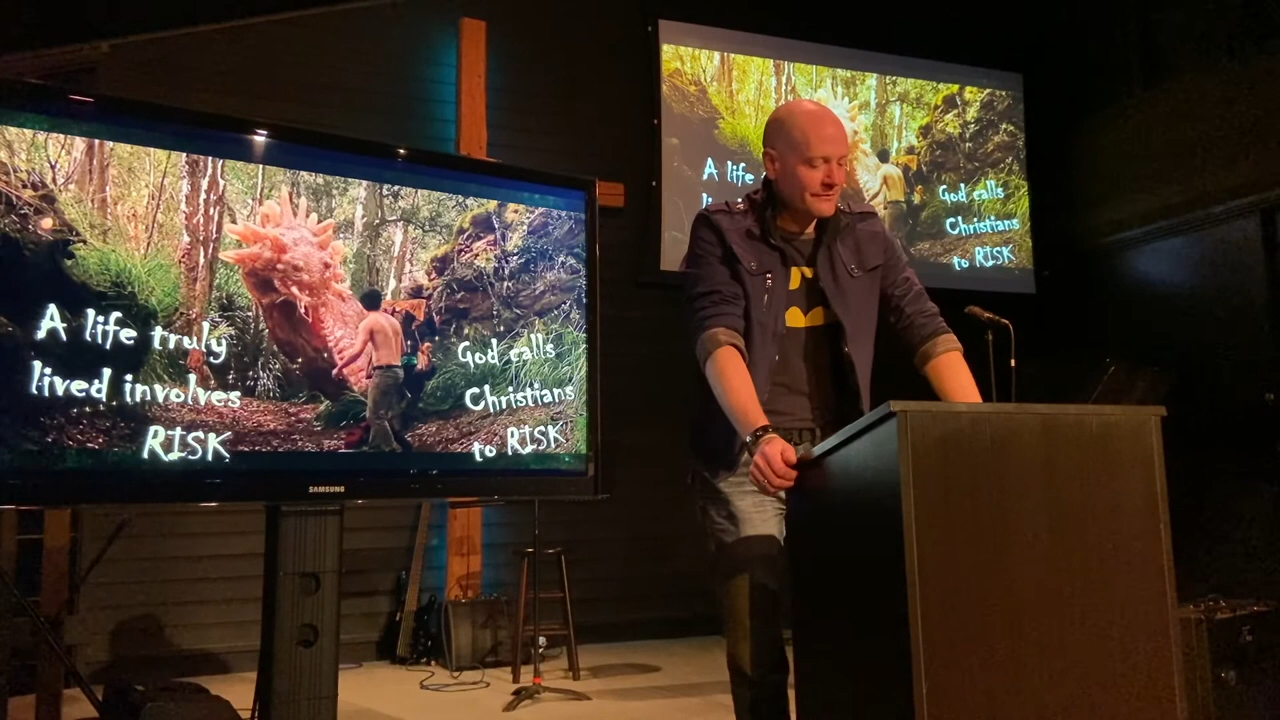 A life truly
lived involves
RISK
God calls
Christians
to RISK
SAMSUNG
A life
God calls
Christians
to RISK